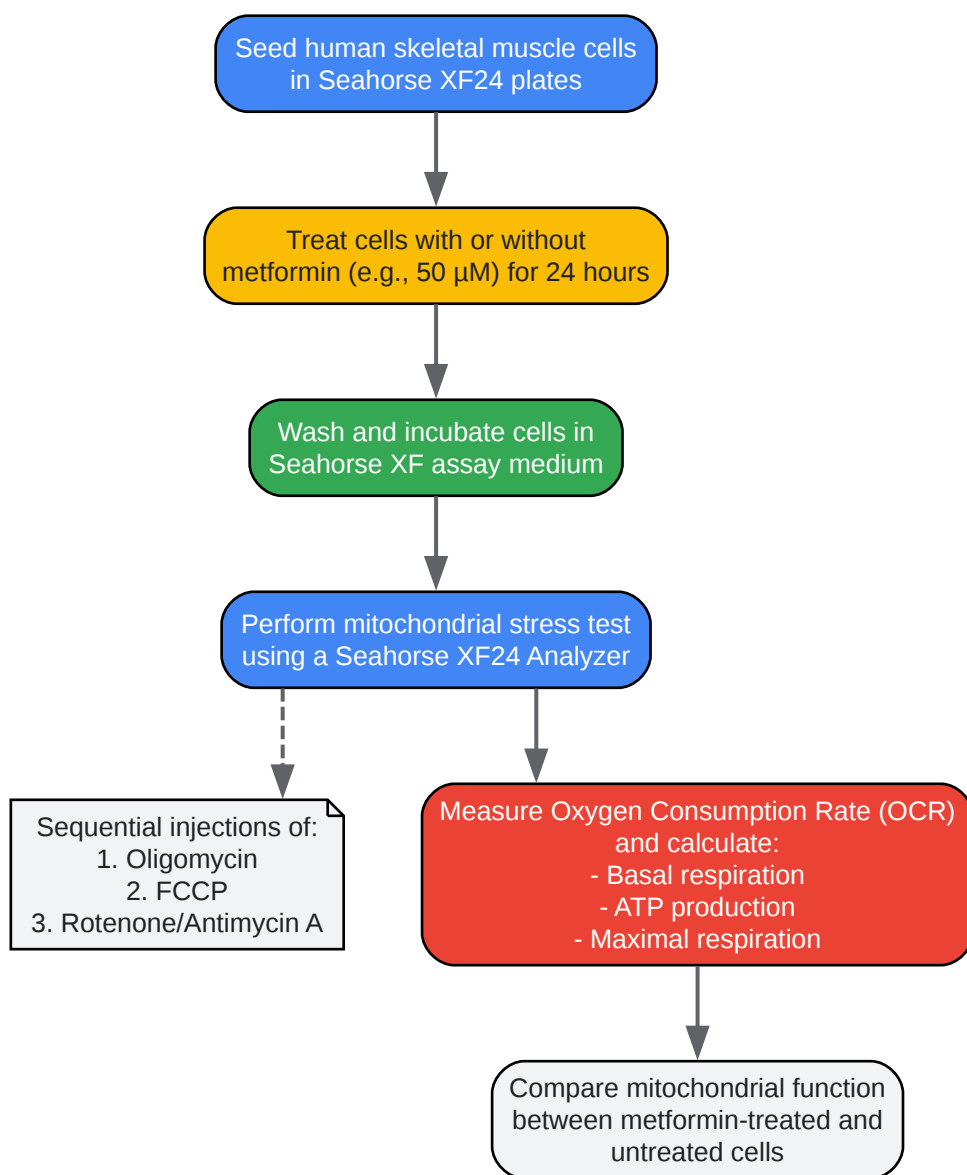 Seed human skeletal muscle cells
in Seahorse XF24 plates
Treat cells with or without
metformin (e.g., 50 µM) for 24 hours
Wash and incubate cells in
Seahorse XF assay medium
Perform mitochondrial stress test
using a Seahorse XF24 Analyzer
Sequential injections of:
1. Oligomycin
2. FCCP
3. Rotenone/Antimycin A
Measure Oxygen Consumption Rate (OCR)
and calculate:
- Basal respiration
- ATP production
- Maximal respiration
Compare mitochondrial function
between metformin-treated and
untreated cells